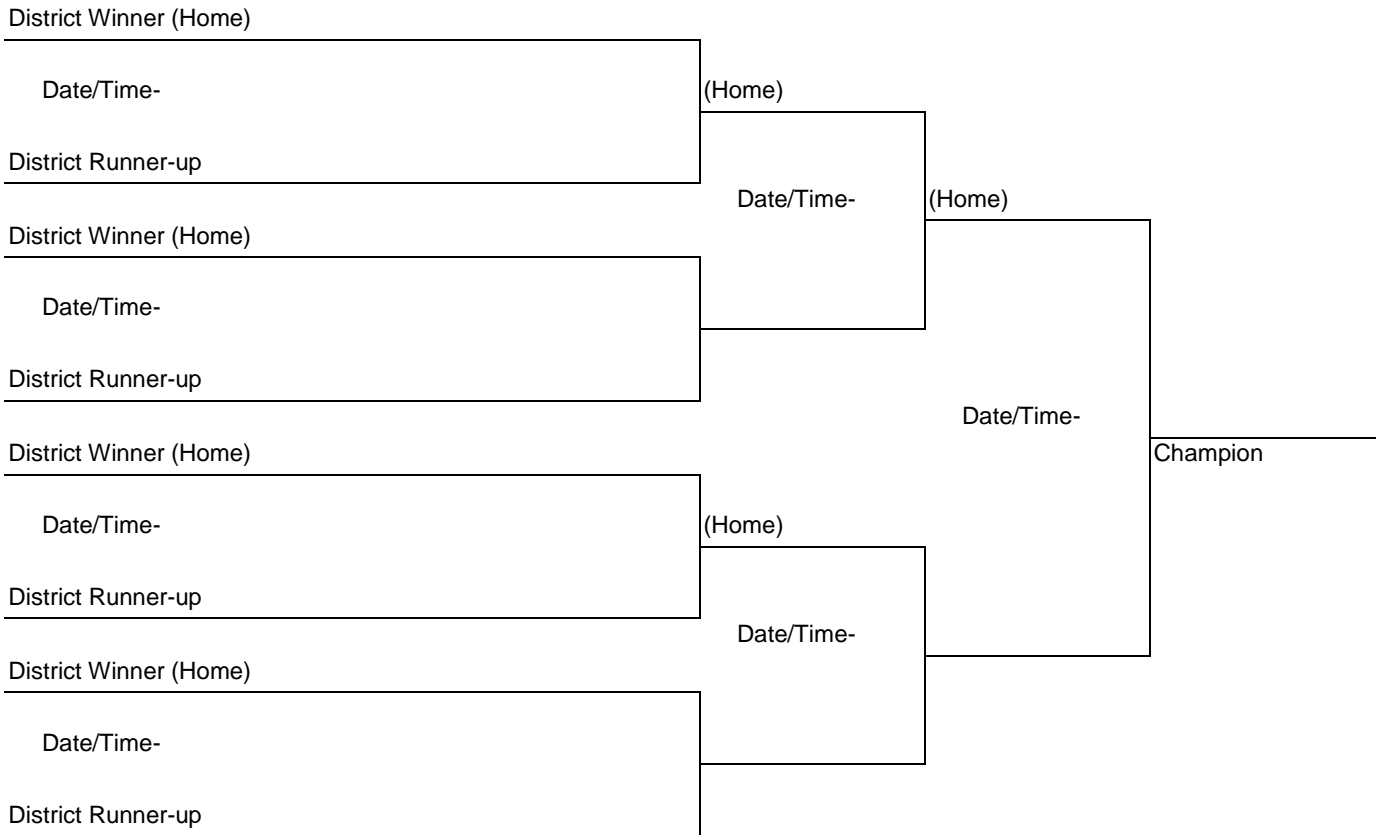 District Winner (Home)
Date/Time-
(Home)
District Runner-up
Date/Time-
(Home)
District Winner (Home)
Date/Time-
District Runner-up
Date/Time-
District Winner (Home)
Champion
Date/Time-
(Home)
District Runner-up
Date/Time-
District Winner (Home)
Date/Time-
District Runner-up